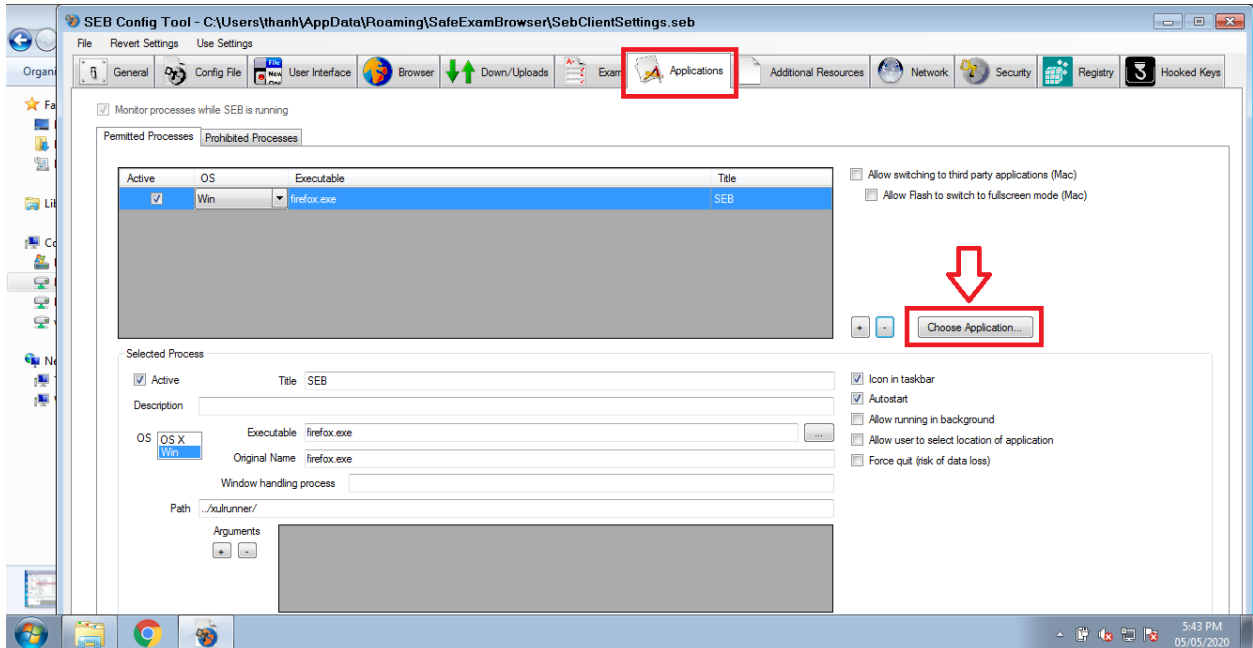 SEB Config Tool - C:\Users\thanh\AppData\Roaming\SafeExamBrowser\SebClientSettings.seb
File Revert Settings Use Settings
Organi
General Config File User Interface Browser Down/Uploads Exam Applications Additional Resources Network Security Registry Hooked Keys
Fa
Monitor processes while SEB is running
Permitted Processes Prohibited Processes
Active OS Executable Title
Win firefox.exe SEB
Allow switching to third party applications (Mac)
Allow Flash to switch to fullscreen mode (Mac)
Lib
Co
+ - Choose Application...
Ne
Selected Process
Active Title SEB
Description
OS OS X
Win
Executable firefox.exe ...
Original Name firefox.exe
Window handling process
Path ../xulrunner/
Arguments
+ -
Icon in taskbar
Autostart
Allow running in background
Allow user to select location of application
Force quit (risk of data loss)
5:43 PM
05/05/2020